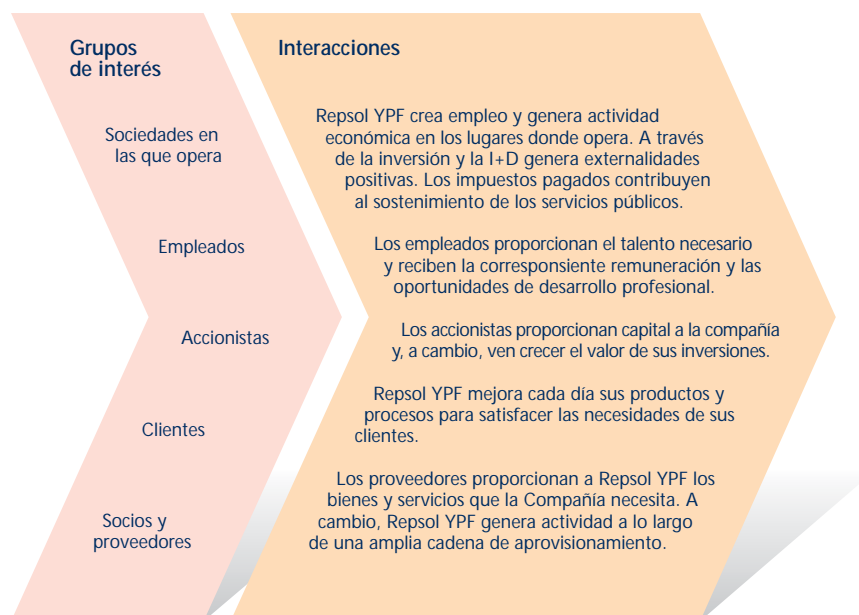 Grupos
de interés
Interacciones
Sociedades en
las que opera
Repsol YPF crea empleo y genera actividad
económica en los lugares donde opera. A través
de la inversión y la I+D genera externalidades
positivas. Los impuestos pagados contribuyen
al sostenimiento de los servicios públicos.
Empleados
Los empleados proporcionan el talento necesario
y reciben la corresponsiente remuneración y las
oportunidades de desarrollo profesional.
Accionistas
Los accionistas proporcionan capital a la compañía
y, a cambio, ven crecer el valor de sus inversiones.
Clientes
Repsol YPF mejora cada día sus productos y
procesos para satisfacer las necesidades de sus
clientes.
Socios y
proveedores
Los proveedores proporcionan a Repsol YPF los
bienes y servicios que la Compañía necesita. A
cambio, Repsol YPF genera actividad a lo largo
de una amplia cadena de aprovisionamiento.